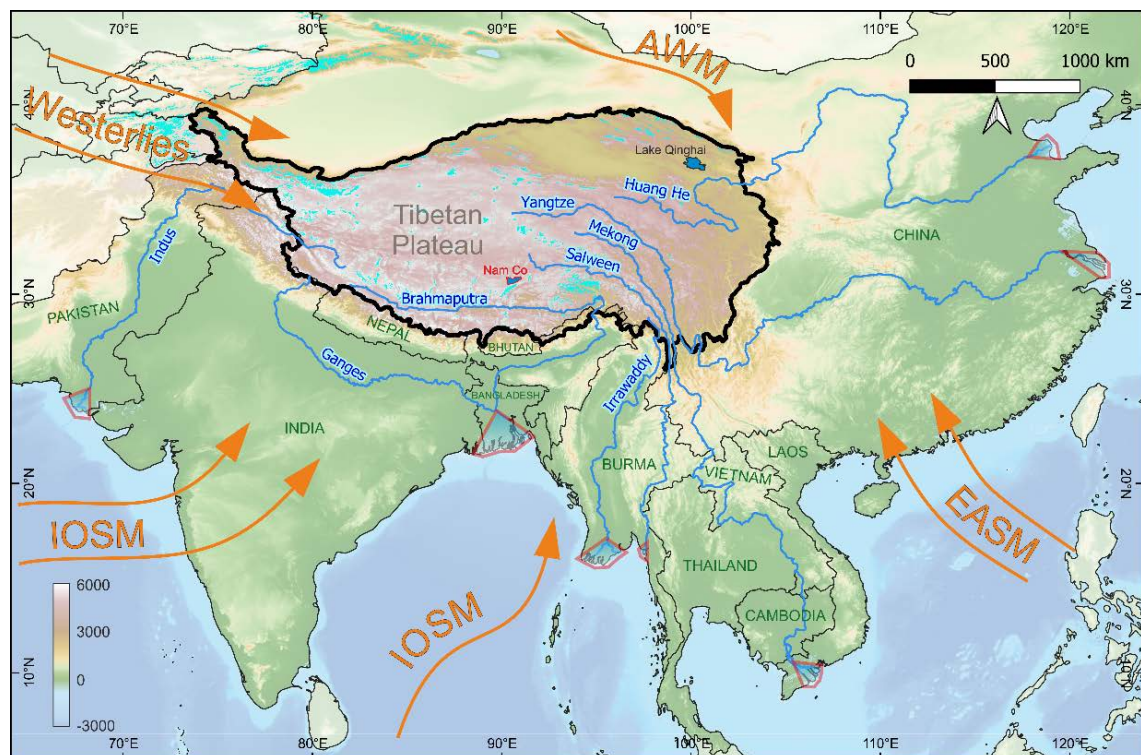 70°E
80°E
90°E
100°E
110°E
120°E
AWM
0
500
1000 km
40°N
40°N
Westerlies
Lake Qinghai
Huang He
Yangtze
Mekong
Salween
Tibetan
Plateau
CHINA
Indus
Nam Co
30°N
30°N
Brahmaputra
PAKISTAN
NEPAL
BHUTAN
Ganges
Irrawaddy
BANGLADESH
INDIA
BURMA
LAOS
VIETNAM
20°N
20°N
IOSM
EASM
THAILAND
6000
IOSM
CAMBODIA
3000
10°N
10°N
0
-3000
70°E
80°E
90°E
100°E
110°E
120°E